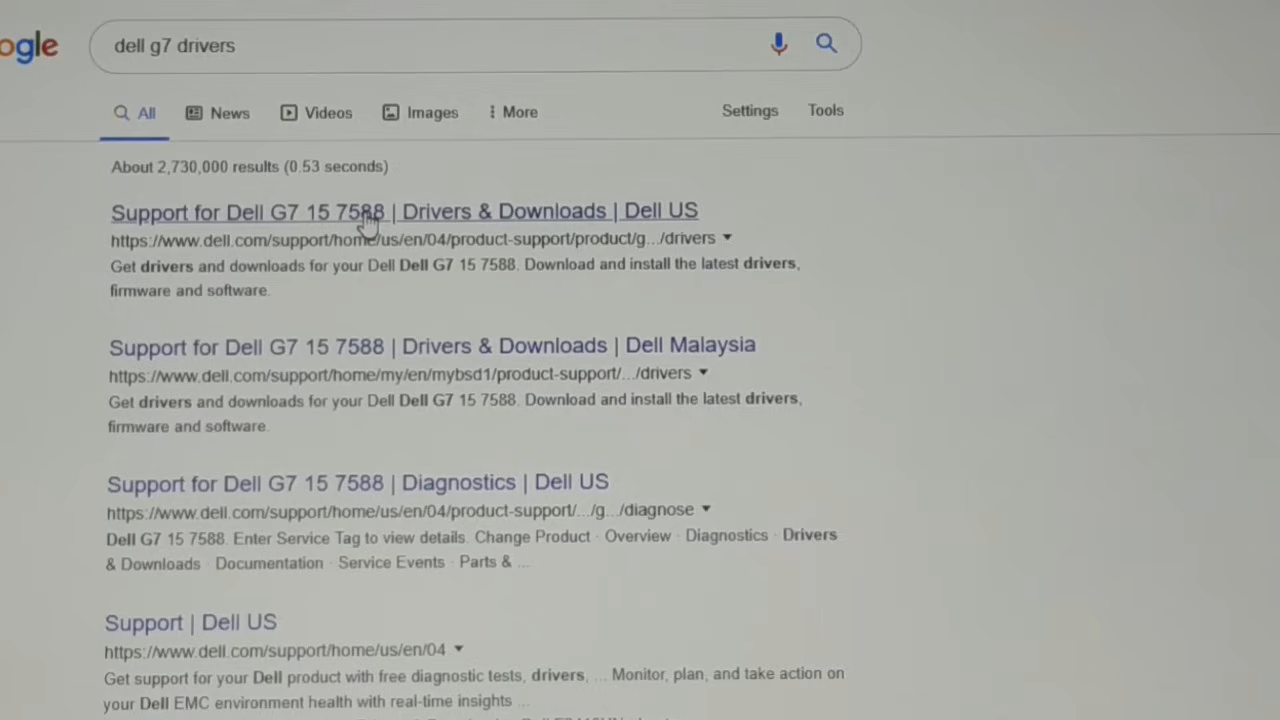 ogle
dell g7 drivers
All News Videos Images More Settings Tools
About 2,730,000 results (0.53 seconds)
Support for Dell G7 15 7588 | Drivers & Downloads | Dell US
https://www.dell.com/support/home/us/en/04/product-support/product/g.../drivers
Get drivers and downloads for your Dell Dell G7 15 7588. Download and install the latest drivers,
firmware and software.
Support for Dell G7 15 7588 | Drivers & Downloads | Dell Malaysia
https://www.dell.com/support/home/my/en/mybsd1/product-support/.../drivers
Get drivers and downloads for your Dell Dell G7 15 7588. Download and install the latest drivers,
firmware and software.
Support for Dell G7 15 7588 | Diagnostics | Dell US
https://www.dell.com/support/home/us/en/04/product-support/.../g.../diagnose
Dell G7 15 7588. Enter Service Tag to view details. Change Product · Overview · Diagnostics · Drivers
& Downloads · Documentation · Service Events · Parts & ...
Support | Dell US
https://www.dell.com/support/home/us/en/04
Get support for your Dell product with free diagnostic tests, drivers, ... Monitor, plan, and take action on
your Dell EMC environment health with real-time insights ...